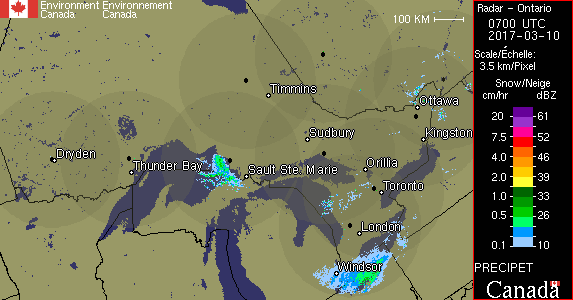 Environment Environnement
Canada Canada
Radar - Ontario
0700 UTC
2017-03-10
100 KM
Scale/Échelle:
3.5 km/Pixel
Snow/Neige
cm/hr dBZ
20 61
7.5 52
4.0 46
2.0 39
1.0 33
0.5 26
0.1 10
PRECIPET
Canada
Timmins
Ottawa
Sudbury
Kingston
Dryden
Thunder Bay
Sault Ste. Marie
Orillia
Toronto
London
Windsor